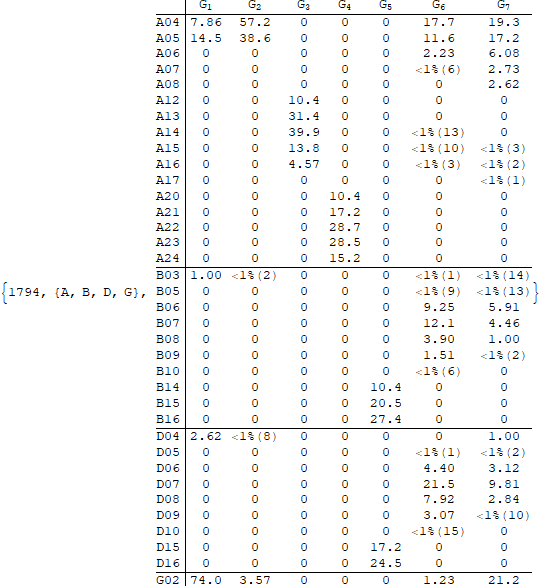 G₁ G₂ G₃ G₄ G₅ G₆ G₇
A04 7.86 57.2 0 0 0 17.7 19.3
A05 14.5 38.6 0 0 0 11.6 17.2
A06 0 0 0 0 0 2.23 6.08
A07 0 0 0 0 0 <1%(6) 2.73
A08 0 0 0 0 0 0 2.62
A12 0 0 10.4 0 0 0 0
A13 0 0 31.4 0 0 0 0
A14 0 0 39.9 0 0 <1%(13) 0
A15 0 0 13.8 0 0 <1%(10) <1%(3)
A16 0 0 4.57 0 0 <1%(3) <1%(2)
A17 0 0 0 0 0 0 <1%(1)
A20 0 0 0 10.4 0 0 0
A21 0 0 0 17.2 0 0 0
A22 0 0 0 28.7 0 0 0
A23 0 0 0 28.5 0 0 0
A24 0 0 0 15.2 0 0 0
B03 1.00 <1%(2) 0 0 0 <1%(1) <1%(14)
{1794, {A, B, D, G}, B05 0 0 0 0 0 <1%(9) <1%(13) }
B06 0 0 0 0 0 9.25 5.91
B07 0 0 0 0 0 12.1 4.46
B08 0 0 0 0 0 3.90 1.00
B09 0 0 0 0 0 1.51 <1%(2)
B10 0 0 0 0 0 <1%(6) 0
B14 0 0 0 0 10.4 0 0
B15 0 0 0 0 20.5 0 0
B16 0 0 0 0 27.4 0 0
D04 2.62 <1%(8) 0 0 0 0 1.00
D05 0 0 0 0 0 <1%(1) <1%(2)
D06 0 0 0 0 0 4.40 3.12
D07 0 0 0 0 0 21.5 9.81
D08 0 0 0 0 0 7.92 2.84
D09 0 0 0 0 0 3.07 <1%(10)
D10 0 0 0 0 0 <1%(15) 0
D15 0 0 0 0 17.2 0 0
D16 0 0 0 0 24.5 0 0
G02 74.0 3.57 0 0 0 1.23 21.2